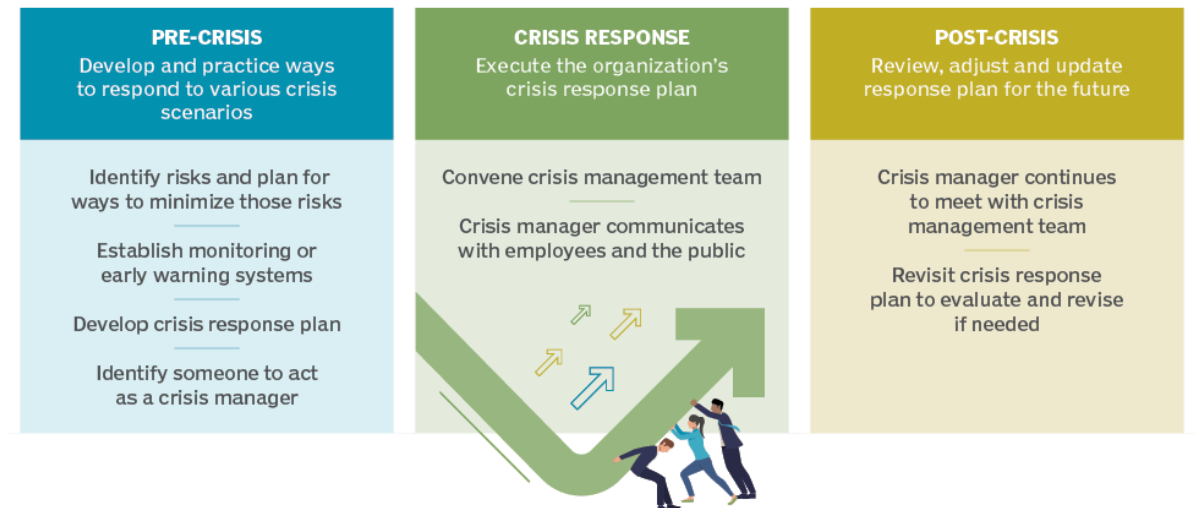 PRE-CRISIS
Develop and practice ways
to respond to various crisis
scenarios
Identify risks and plan for
ways to minimize those risks
Establish monitoring or
early warning systems
Develop crisis response plan
Identify someone to act
as a crisis manager
CRISIS RESPONSE
Execute the organization's
crisis response plan
Convene crisis management team
Crisis manager communicates
with employees and the public
POST-CRISIS
Review, adjust and update
response plan for the future
Crisis manager continues
to meet with crisis
management team
Revisit crisis response
plan to evaluate and revise
if needed